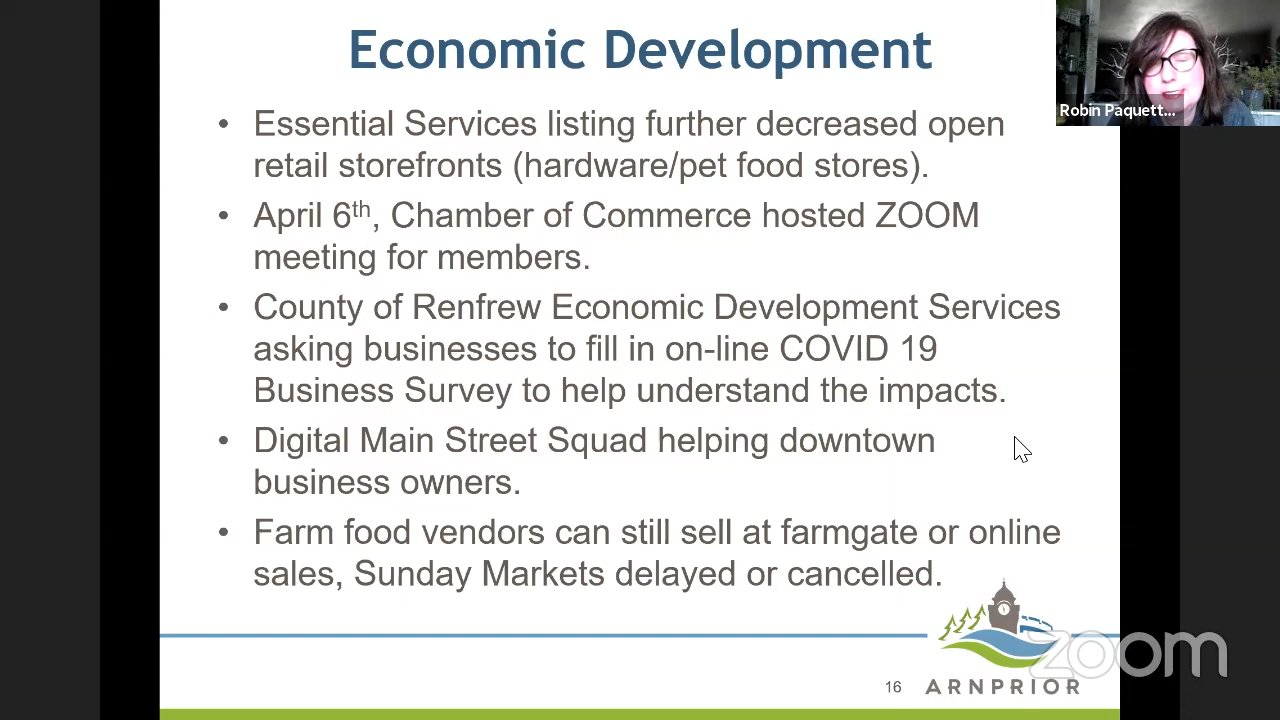 Economic Development
Robin Paquett...
• Essential Services listing further decreased open
retail storefronts (hardware/pet food stores).
• April 6th, Chamber of Commerce hosted ZOOM
meeting for members.
• County of Renfrew Economic Development Services
asking businesses to fill in on-line COVID 19
Business Survey to help understand the impacts.
• Digital Main Street Squad helping downtown
business owners.
• Farm food vendors can still sell at farmgate or online
sales, Sunday Markets delayed or cancelled.
zoom
16 ARNPRIOR